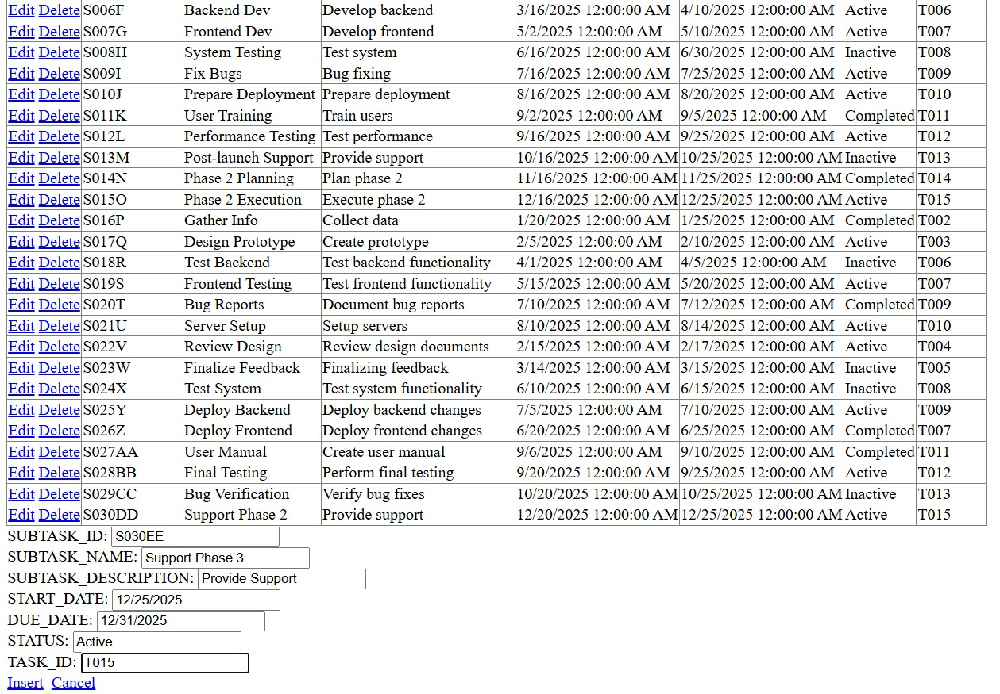 Edit Delete S006F Backend Dev Develop backend 3/16/2025 12:00:00 AM 4/10/2025 12:00:00 AM Active T006
Edit Delete S007G Frontend Dev Develop frontend 5/2/2025 12:00:00 AM 5/10/2025 12:00:00 AM Active T007
Edit Delete S008H System Testing Test system 6/16/2025 12:00:00 AM 6/30/2025 12:00:00 AM Inactive T008
Edit Delete S009I Fix Bugs Bug fixing 7/16/2025 12:00:00 AM 7/25/2025 12:00:00 AM Active T009
Edit Delete S010J Prepare Deployment Prepare deployment 8/16/2025 12:00:00 AM 8/20/2025 12:00:00 AM Active T010
Edit Delete S011K User Training Train users 9/2/2025 12:00:00 AM 9/5/2025 12:00:00 AM Completed T011
Edit Delete S012L Performance Testing Test performance 9/16/2025 12:00:00 AM 9/25/2025 12:00:00 AM Active T012
Edit Delete S013M Post-launch Support Provide support 10/16/2025 12:00:00 AM 10/25/2025 12:00:00 AM Inactive T013
Edit Delete S014N Phase 2 Planning Plan phase 2 11/16/2025 12:00:00 AM 11/25/2025 12:00:00 AM Completed T014
Edit Delete S015O Phase 2 Execution Execute phase 2 12/16/2025 12:00:00 AM 12/25/2025 12:00:00 AM Active T015
Edit Delete S016P Gather Info Collect data 1/20/2025 12:00:00 AM 1/25/2025 12:00:00 AM Completed T002
Edit Delete S017Q Design Prototype Create prototype 2/5/2025 12:00:00 AM 2/10/2025 12:00:00 AM Active T003
Edit Delete S018R Test Backend Test backend functionality 4/1/2025 12:00:00 AM 4/5/2025 12:00:00 AM Inactive T006
Edit Delete S019S Frontend Testing Test frontend functionality 5/15/2025 12:00:00 AM 5/20/2025 12:00:00 AM Active T007
Edit Delete S020T Bug Reports Document bug reports 7/10/2025 12:00:00 AM 7/12/2025 12:00:00 AM Completed T009
Edit Delete S021U Server Setup Setup servers 8/10/2025 12:00:00 AM 8/14/2025 12:00:00 AM Active T010
Edit Delete S022V Review Design Review design documents 2/15/2025 12:00:00 AM 2/17/2025 12:00:00 AM Active T004
Edit Delete S023W Finalize Feedback Finalizing feedback 3/14/2025 12:00:00 AM 3/15/2025 12:00:00 AM Inactive T005
Edit Delete S024X Test System Test system functionality 6/10/2025 12:00:00 AM 6/15/2025 12:00:00 AM Inactive T008
Edit Delete S025Y Deploy Backend Deploy backend changes 7/5/2025 12:00:00 AM 7/10/2025 12:00:00 AM Active T009
Edit Delete S026Z Deploy Frontend Deploy frontend changes 6/20/2025 12:00:00 AM 6/25/2025 12:00:00 AM Completed T007
Edit Delete S027AA User Manual Create user manual 9/6/2025 12:00:00 AM 9/10/2025 12:00:00 AM Completed T011
Edit Delete S028BB Final Testing Perform final testing 9/20/2025 12:00:00 AM 9/25/2025 12:00:00 AM Active T012
Edit Delete S029CC Bug Verification Verify bug fixes 10/20/2025 12:00:00 AM 10/25/2025 12:00:00 AM Inactive T013
Edit Delete S030DD Support Phase 2 Provide support 12/20/2025 12:00:00 AM 12/25/2025 12:00:00 AM Active T015
SUBTASK_ID: S030EE
SUBTASK_NAME: Support Phase 3
SUBTASK_DESCRIPTION: Provide Support
START_DATE: 12/25/2025
DUE_DATE: 12/31/2025
STATUS: Active
TASK_ID: T015
Insert Cancel